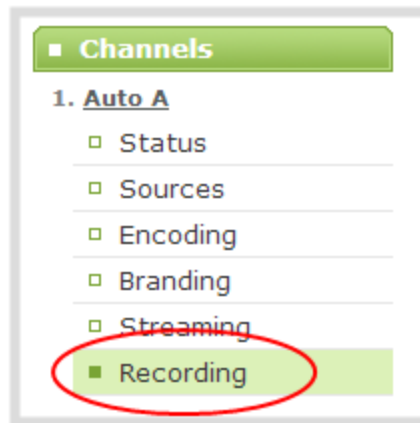 Channels
1. Auto A
Status
Sources
Encoding
Branding
Streaming
Recording